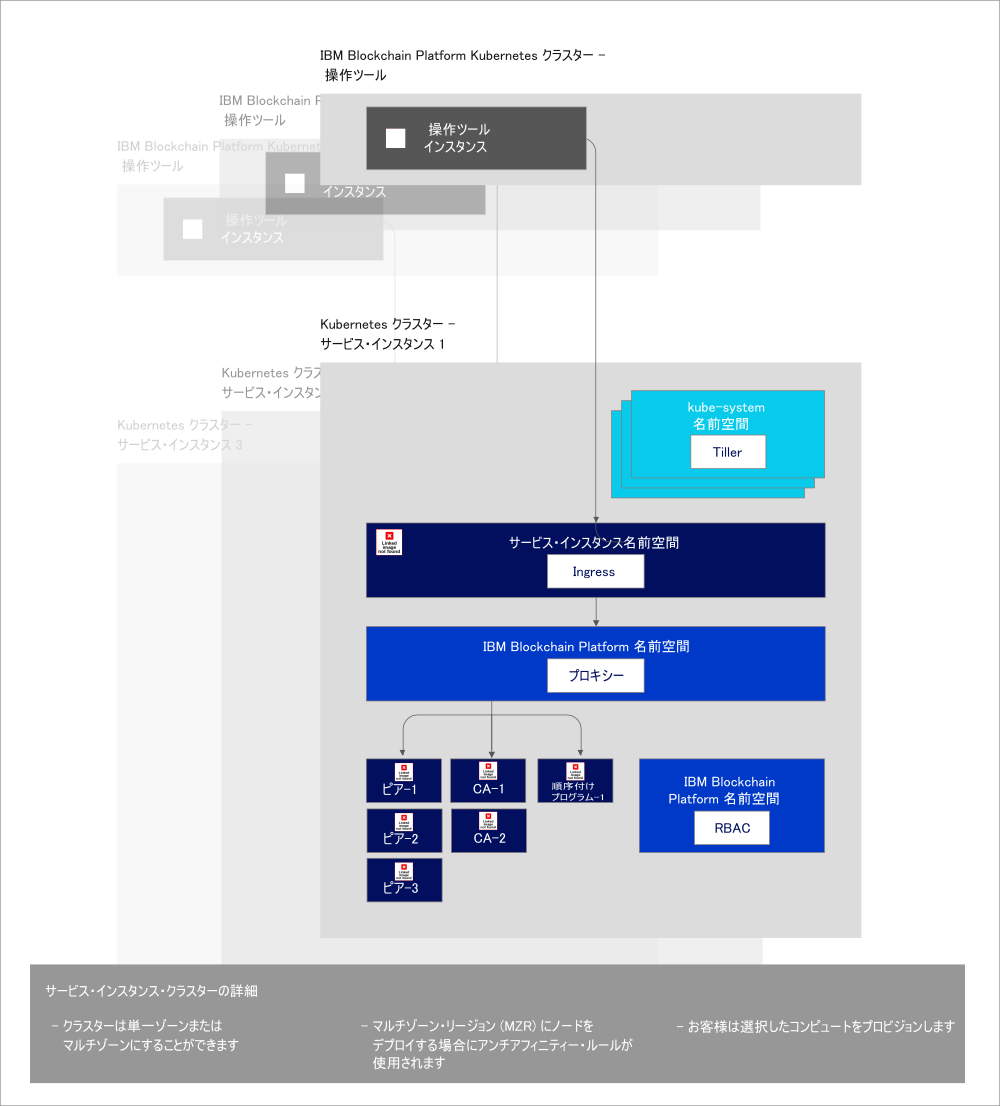 IBM Blockchain Platform Kubernetes クラスター -
操作ツール
操作ツール
インスタンス
IBM Blockchain P
操作ツール
インスタンス
IBM Blockchain Platform Kubernet
操作ツール
操作ツール
インスタンス
Kubernetes クラスター -
サービス・インスタンス 1
Kubernetes クラス
サービス・インスタン
Kubernetes クラスター -
サービス・インスタンス 3
kube-system
名前空間
Tiller
Linked
image
not found
サービス・インスタンス名前空間
Ingress
IBM Blockchain Platform 名前空間
プロキシー
Linked
image
not found
ピア-1
Linked
image
not found
CA-1
Linked
image
not found
順序付け
プログラム-1
Linked
image
not found
ピア-2
Linked
image
not found
CA-2
Linked
image
not found
ピア-3
IBM Blockchain
Platform 名前空間
RBAC
サービス・インスタンス・クラスターの詳細
- クラスターは単一ゾーンまたは
マルチゾーンにすることができます
- マルチゾーン・リージョン (MZR) にノードを
デプロイする場合にアンチアフィニティー・ルールが
使用されます
- お客様は選択したコンピュートをプロビジョンします